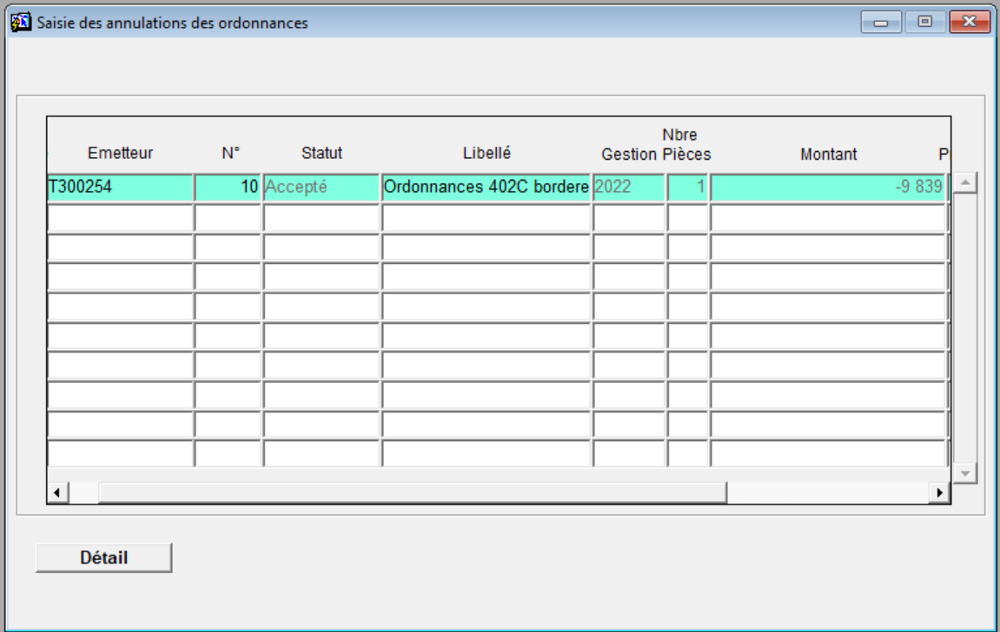 Saisie des annulations des ordonnances
Emetteur N° Statut Libellé Gestion Nbre Pièces Montant
T300254 10 Accepté Ordonnances 402C bordere 2022 1 -9 839
Détail